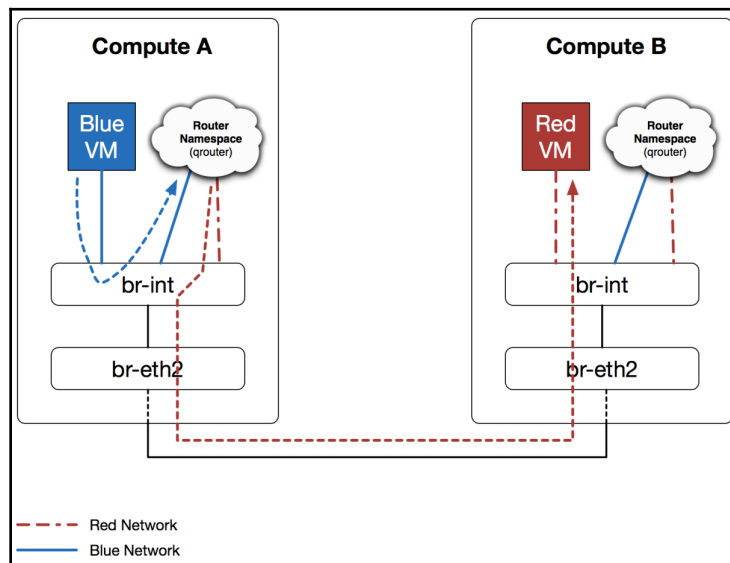 Compute A
Compute B
Blue
VM
Router
Namespace
(qrouter)
Red
VM
Router
Namespace
(qrouter)
br-int
br-int
br-eth2
br-eth2
Red Network
Blue Network